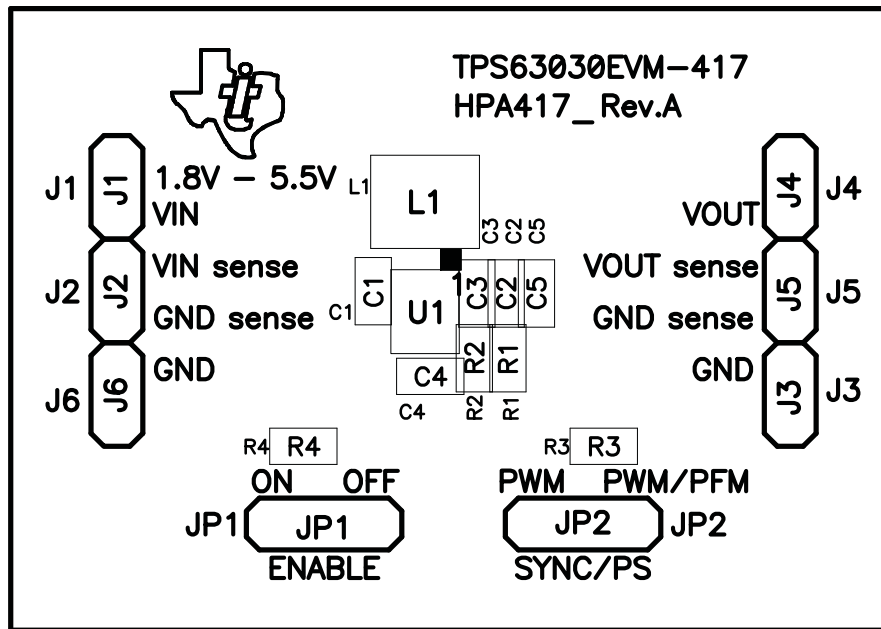 TPS63030EVM-417
HPA417_Rev.A
J1
J1
1.8V - 5.5V
VIN
J2
J2
VIN sense
GND sense
J6
J6
GND
L1
L1
C3
C2
C5
C1
C1
U1
1
C3
C2
C5
R2
R1
C4
C4
R2
R1
VOUT
J4
J4
VOUT sense
GND sense
J5
J5
GND
J3
J3
R4
R4
ON
OFF
JP1
JP1
ENABLE
R3
R3
PWM
PWM/PFM
JP2
JP2
SYNC/PS